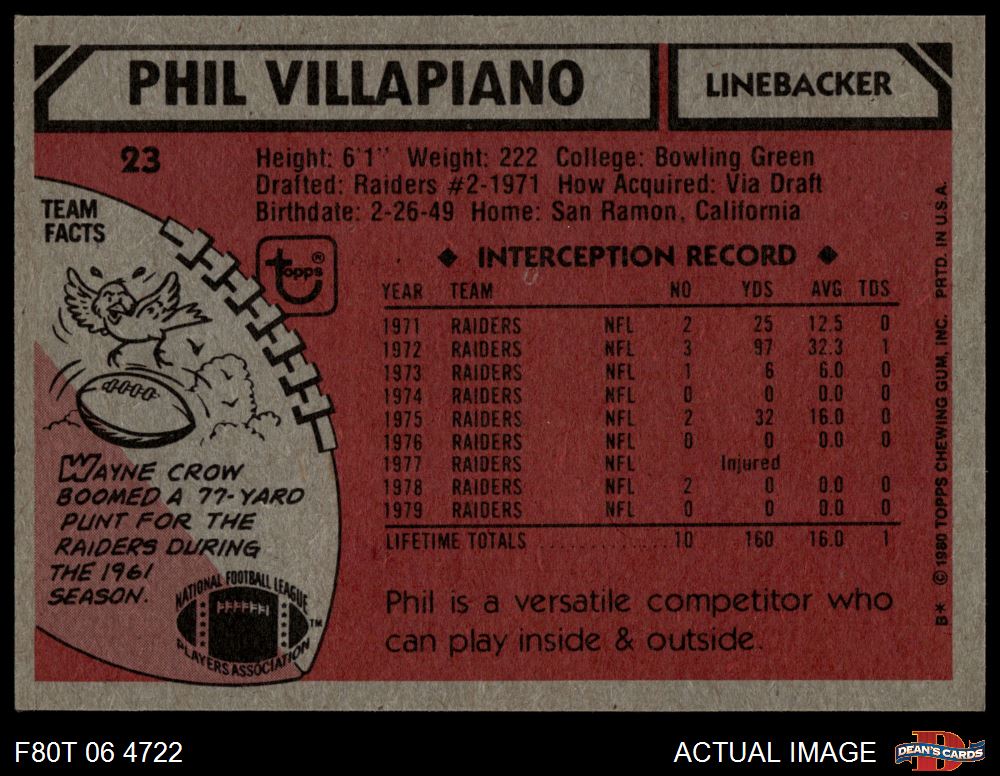 PHIL VILLAPIANO
LINEBACKER
23
Height: 6'1" Weight: 222 College: Bowling Green
Drafted: Raiders #2-1971 How Acquired: Via Draft
Birthdate: 2-26-49 Home: San Ramon, California
TEAM
FACTS
topps®
◆ INTERCEPTION RECORD ◆
YEAR TEAM NO YDS AVG TDS
1971 RAIDERS NFL 2 25 12.5 0
1972 RAIDERS NFL 3 97 32.3 1
1973 RAIDERS NFL 1 6 6.0 0
1974 RAIDERS NFL 0 0 0.0 0
1975 RAIDERS NFL 2 32 16.0 0
1976 RAIDERS NFL 0 0 0.0 0
1977 RAIDERS NFL Injured
1978 RAIDERS NFL 2 0 0.0 0
1979 RAIDERS NFL 0 0 0.0 0
LIFETIME TOTALS ............10 160 16.0 1
WAYNE CROW
BOOMED A 77-YARD
PUNT FOR THE
RAIDERS DURING
THE 1961
SEASON.
NATIONAL FOOTBALL LEAGUE
PLAYERS ASSOCIATION™
Phil is a versatile competitor who
can play inside & outside.
B* © 1980 TOPPS CHEWING GUM, INC. PRTD. IN U.S.A.
F80T 06 4722
ACTUAL IMAGE
D
DEAN'S CARDS